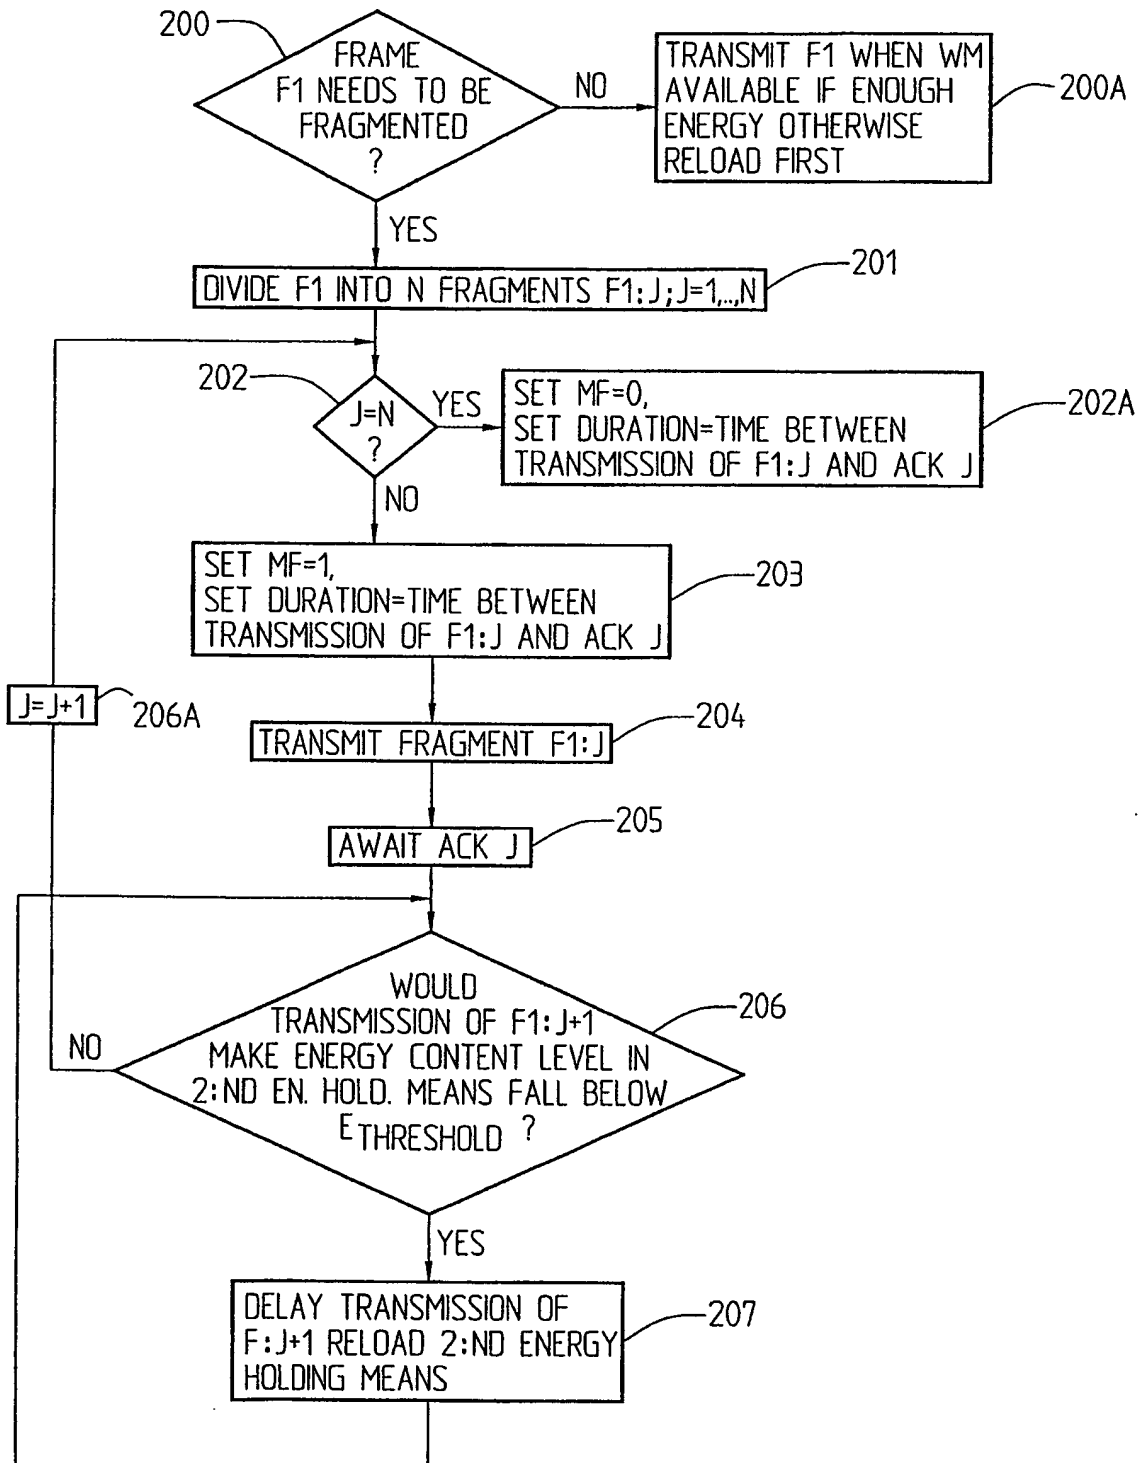 200
FRAME
F1 NEEDS TO BE
FRAGMENTED
?
NO
TRANSMIT F1 WHEN WM
AVAILABLE IF ENOUGH
ENERGY OTHERWISE
RELOAD FIRST
200A
YES
DIVIDE F1 INTO N FRAGMENTS F1:J;J=1,..,N
201
202
J=N
?
YES
SET MF=0,
SET DURATION=TIME BETWEEN
TRANSMISSION OF F1:J AND ACK J
202A
NO
SET MF=1,
SET DURATION=TIME BETWEEN
TRANSMISSION OF F1:J AND ACK J
203
J=J+1
206A
TRANSMIT FRAGMENT F1:J
204
AWAIT ACK J
205
WOULD
TRANSMISSION OF F1:J+1
MAKE ENERGY CONTENT LEVEL IN
2:ND EN. HOLD. MEANS FALL BELOW
E THRESHOLD ?
206
NO
YES
DELAY TRANSMISSION OF
F:J+1 RELOAD 2:ND ENERGY
HOLDING MEANS
207